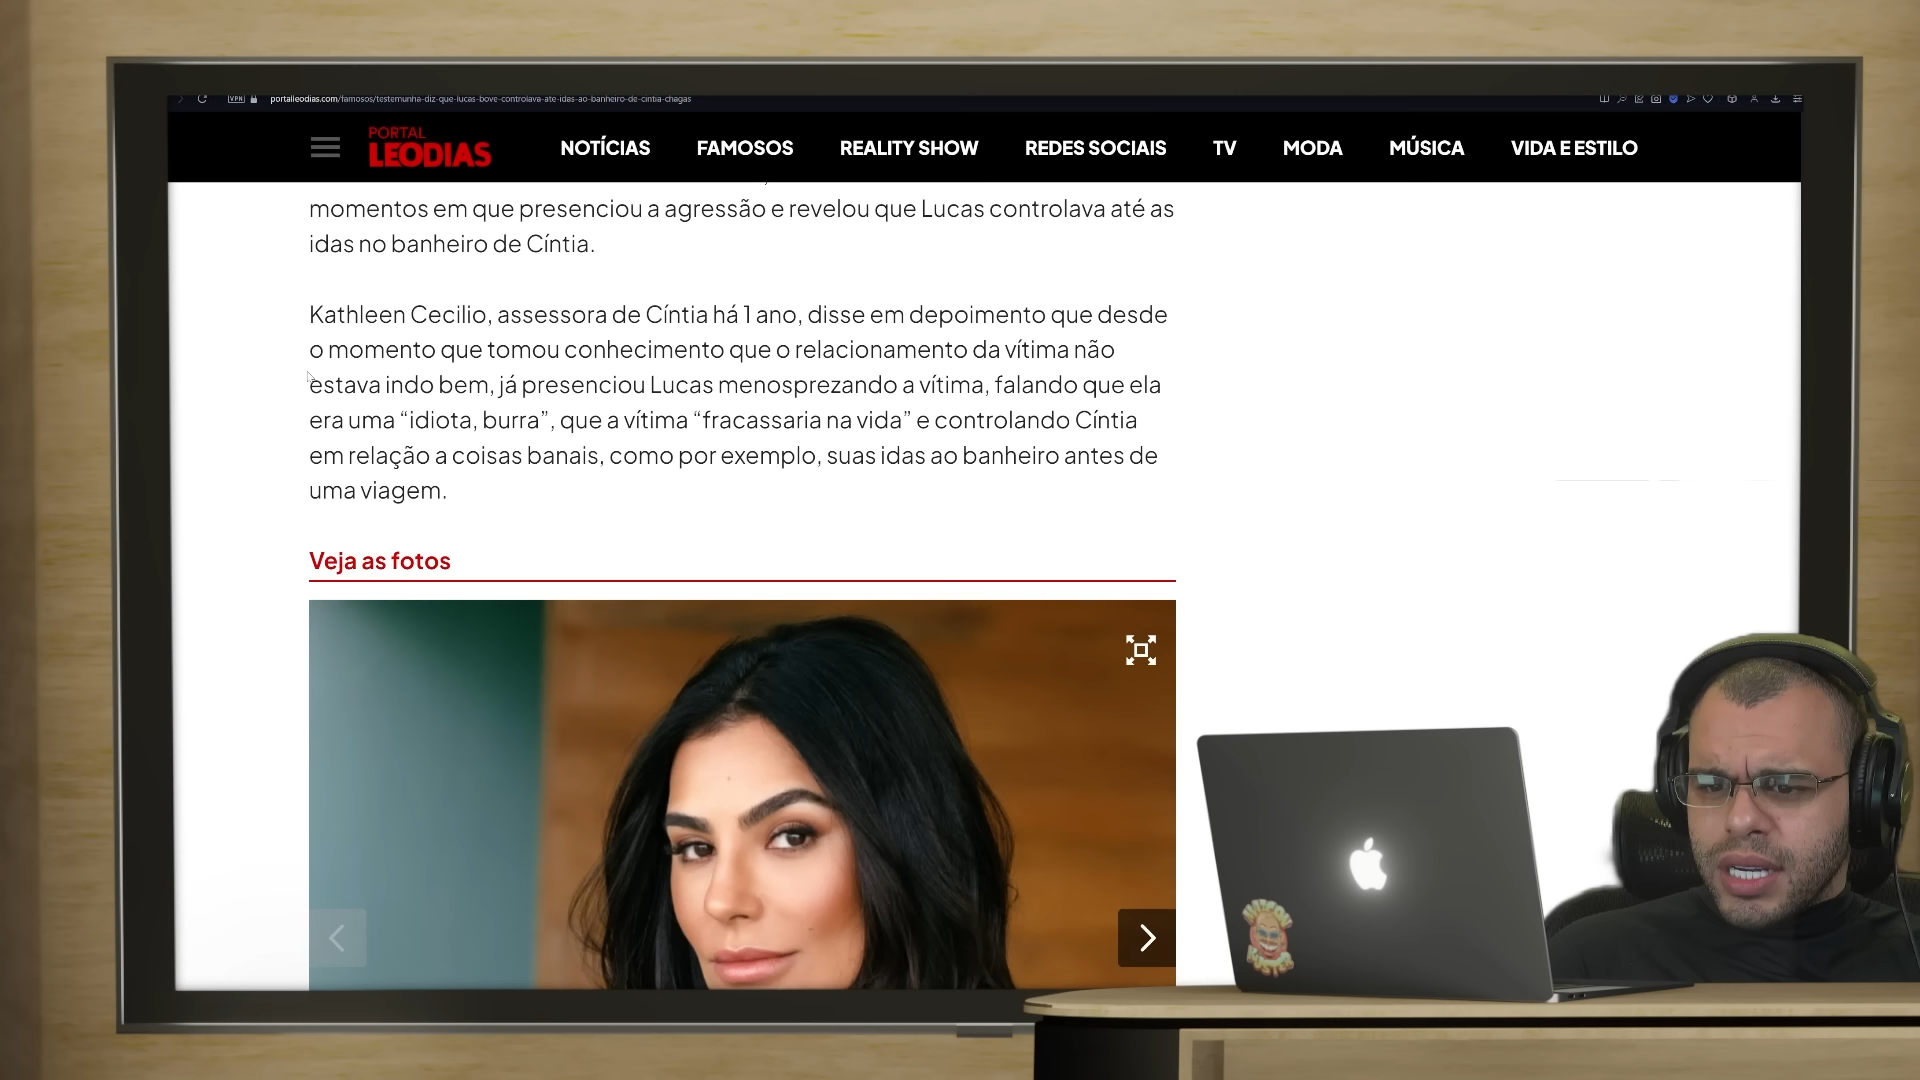 VPN
portalleodias.com/famosos/testemunha-diz-que-lucas-bove-controlava-ate-idas-ao-banheiro-de-cintia-chagas
PORTAL
LEODIAS
NOTÍCIAS
FAMOSOS
REALITY SHOW
REDES SOCIAIS
TV
MODA
MÚSICA
VIDA E ESTILO
momentos em que presenciou a agressão e revelou que Lucas controlava até as
idas no banheiro de Cíntia.
Kathleen Cecilio, assessora de Cíntia há 1 ano, disse em depoimento que desde
o momento que tomou conhecimento que o relacionamento da vítima não
estava indo bem, já presenciou Lucas menosprezando a vítima, falando que ela
era uma “idiota, burra”, que a vítima “fracassaria na vida” e controlando Cíntia
em relação a coisas banais, como por exemplo, suas idas ao banheiro antes de
uma viagem.
Veja as fotos